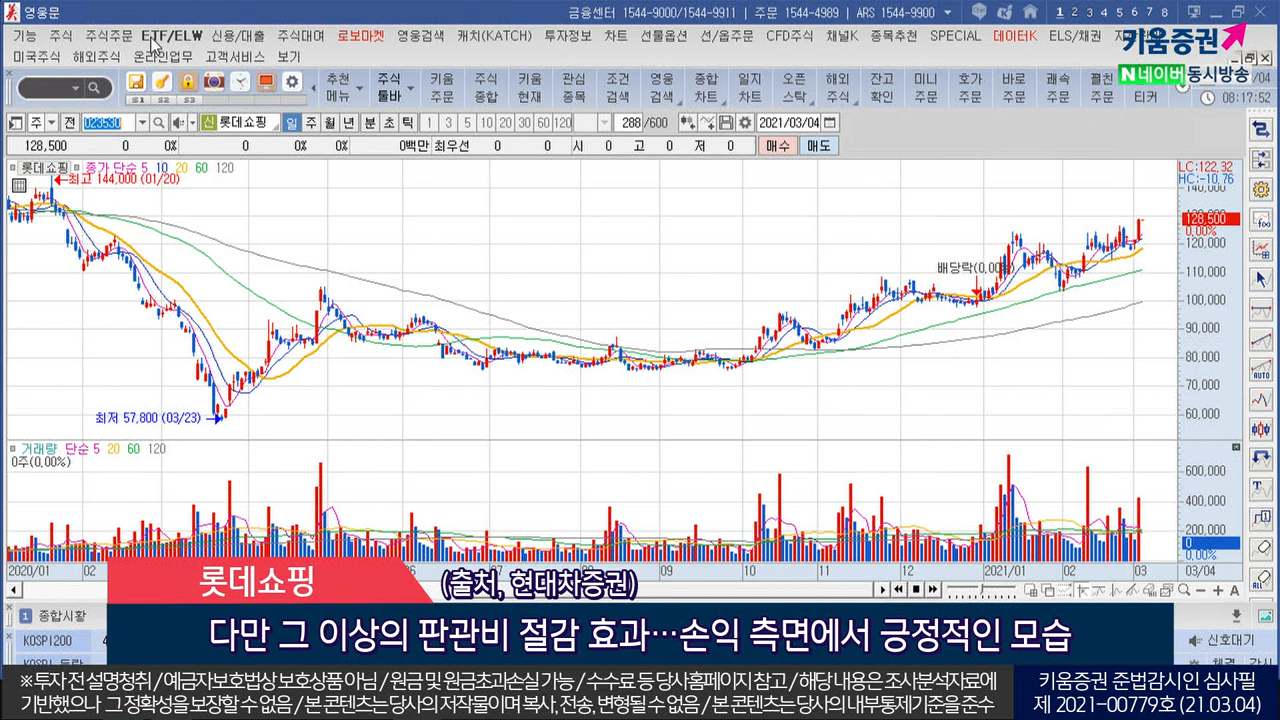 영웅문
금융센터 1544-9000/1544-9911 | 주문 1544-4989 | ARS 1544-9900
1 2 3 4 5 6 7 8
기능 주식 주식주문 ETF/ELW 신용/대출 주식대여 로보마켓 영웅검색 캐치(KATCH) 투자정보 차트 선물옵션 선/옵주문 CFD주식 채널K 종목추천 SPECIAL 데이터K ELS/채권
키움증권
미국주식 해외주식 온라인업무 고객서비스 보기
N 네이버 동시방송
S1 S2 S3
추천 메뉴 주식 툴바 키움 주문 주식 종합 키움 현재 관심 종목 조건 검색 영웅 검색 종합 차트 일지 차트 오픈 스탁 해외 주식 잔고 확인 미니 주문 호가 주문 바로 주문 쾌속 주문 펼친 주문 티커
08:17:52
주 전 023530 신 롯데쇼핑 일 주 월 년 분 초 틱 1 3 5 10 20 30 60 120 288 /600 2021/03/04
128,500 0 0% 0 0% 0% 0백만 최우선 0 0 시 0 고 0 저 0 매수 매도
롯데쇼핑 종가 단순 5 10 20 60 120
LC:122,32
HC:-10,76
최고 144,000 (01/20)
140,000
130,000
128,500
0.00%
120,000
배당락(0,00%)
110,000
100,000
90,000
80,000
70,000
60,000
최저 57,800 (03/23)
AUTO
거래량 단순 5 20 60 120
0주(0,00%)
600,000
400,000
200,000
0
0,00%
ALL
2020/01 02 06 07 08 09 10 11 12 2021/01 02 03 03/04
롯데쇼핑
(출처, 현대차증권)
다만 그 이상의 판관비 절감 효과…손익 측면에서 긍정적인 모습
1 종합시황
KOSPI200
신호대기
※ 투자 전 설명청취 / 예금자보호법상 보호상품 아님 / 원금 및 원금초과손실 가능 / 수수료 등 당사홈페이지 참고 / 해당 내용은 조사분석자료에
기반했으나 그 정확성을 보장할 수 없음 / 본 콘텐츠는 당사의 저작물이며 복사, 전송, 변형될 수 없음 / 본 콘텐츠는 당사의 내부통제기준을 준수
키움증권 준법감시인 심사필
제 2021-00779호 (21.03.04)